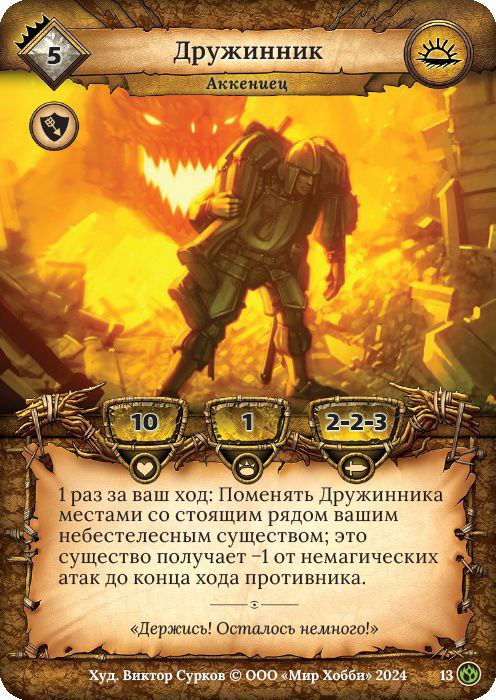 5
Дружинник
Аккениец
10
1
2-2-3
1 раз за ваш ход: Поменять Дружинника
местами со стоящим рядом вашим
небестелесным существом; это
существо получает −1 от немагических
атак до конца хода противника.
«Держись! Осталось немного!»
Худ. Виктор Сурков © ООО «Мир Хобби» 2024
13